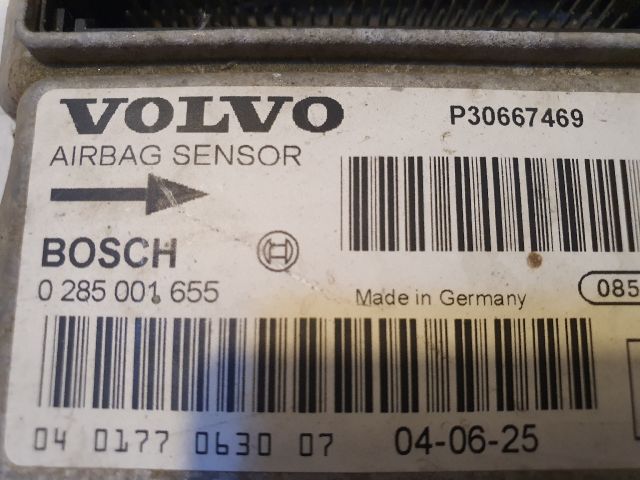 VOLVO
P30667469
AIRBAG SENSOR
BOSCH
0 285 001 655
Made in Germany
085
04 0177 0630 07
04-06-25